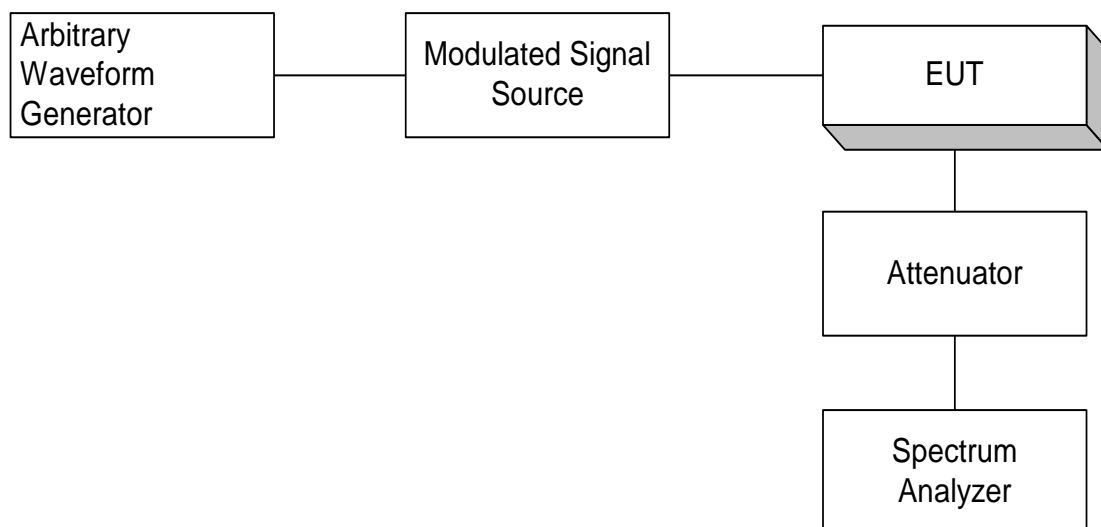 Arbitrary
Waveform
Generator
Modulated Signal
Source
EUT
Attenuator
Spectrum
Analyzer